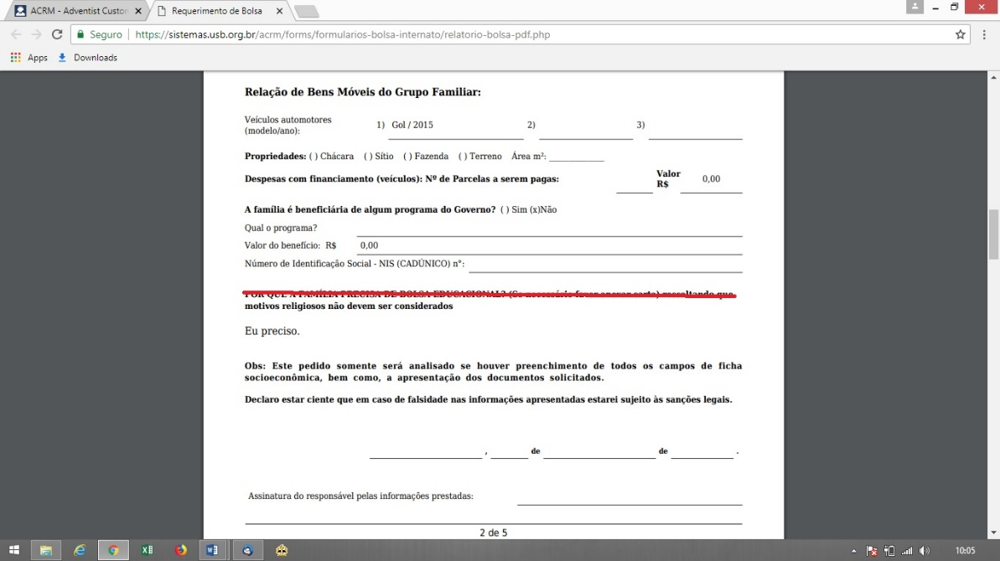 ACRM - Adventist Custor
Requerimento de Bolsa
Seguro https://sistemas.usb.org.br/acrm/forms/formularios-bolsa-internato/relatorio-bolsa-pdf.php
Apps Downloads
Relação de Bens Móveis do Grupo Familiar:
Veículos automotores
(modelo/ano): 1) Gol / 2015 2) 3)
Propriedades: ( ) Chácara ( ) Sítio ( ) Fazenda ( ) Terreno Área m²: ____________
Despesas com financiamento (veículos): Nº de Parcelas a serem pagas: Valor
R$ 0,00
A família é beneficiária de algum programa do Governo? ( ) Sim (x)Não
Qual o programa?
Valor do benefício: R$ 0,00
Número de Identificação Social - NIS (CADÚNICO) n°:
POR QUE A FAMÍLIA PRECISA DE BOLSA EDUCACIONAL? (Se necessário favor anexar carta) ressaltando que
motivos religiosos não devem ser considerados
Eu preciso.
Obs: Este pedido somente será analisado se houver preenchimento de todos os campos de ficha
socioeconômica, bem como, a apresentação dos documentos solicitados.
Declaro estar ciente que em caso de falsidade nas informações apresentadas estarei sujeito às sanções legais.
, de de .
Assinatura do responsável pelas informações prestadas:
2 de 5
10:05